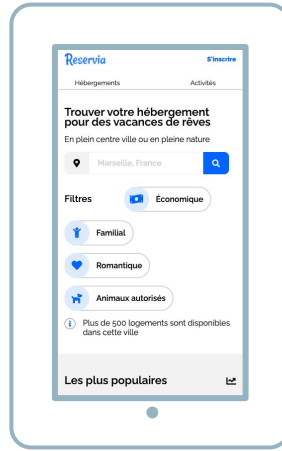 Reservia
S'inscrire
Hébergements
Activités
Trouver votre hébergement
pour des vacances de rêves
En plein centre ville ou en pleine nature
Marseille, France
Filtres
Économique
Familial
Romantique
Animaux autorisés
Plus de 500 logements sont disponibles
dans cette ville
Les plus populaires